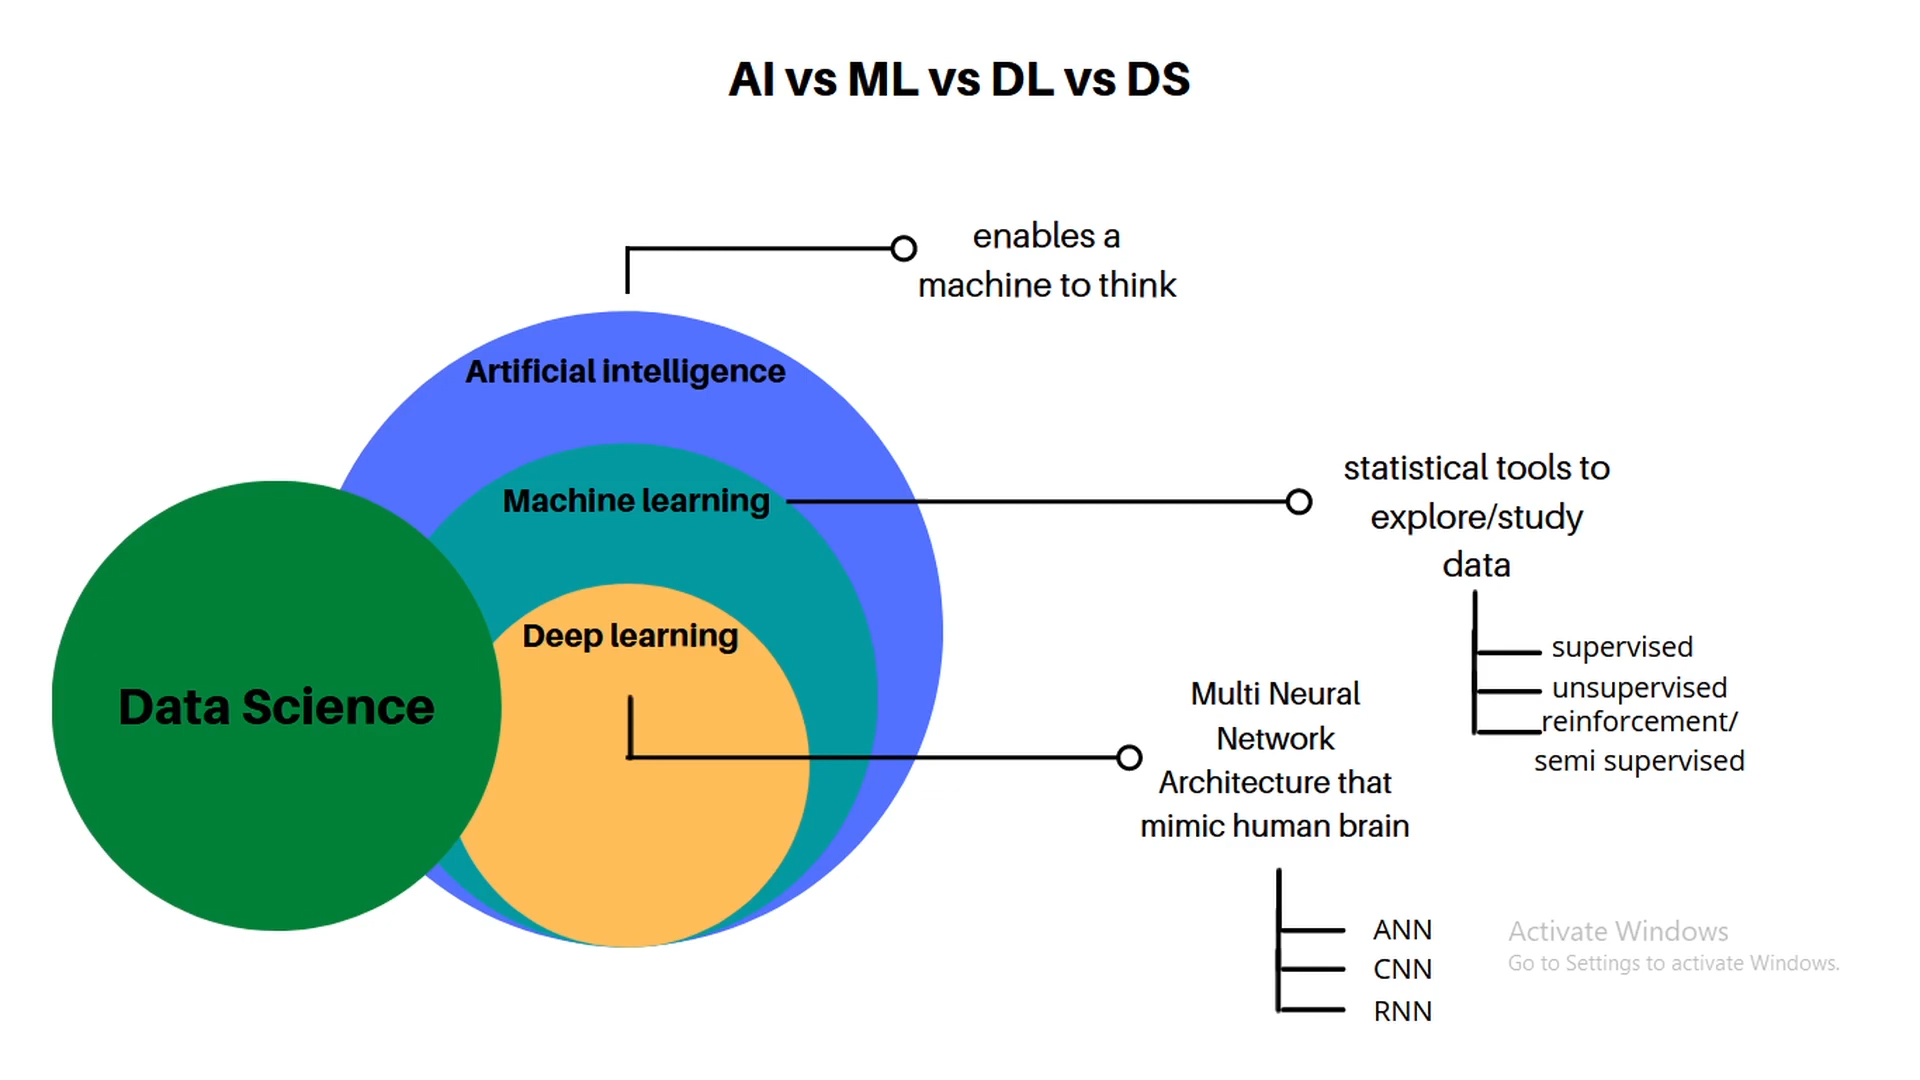 AI vs ML vs DL vs DS
enables a
machine to think
Artificial intelligence
Machine learning
statistical tools to
explore/study
data
supervised
unsupervised
reinforcement/
semi supervised
Deep learning
Multi Neural
Network
Architecture that
mimic human brain
ANN
CNN
RNN
Data Science
Activate Windows
Go to Settings to activate Windows.